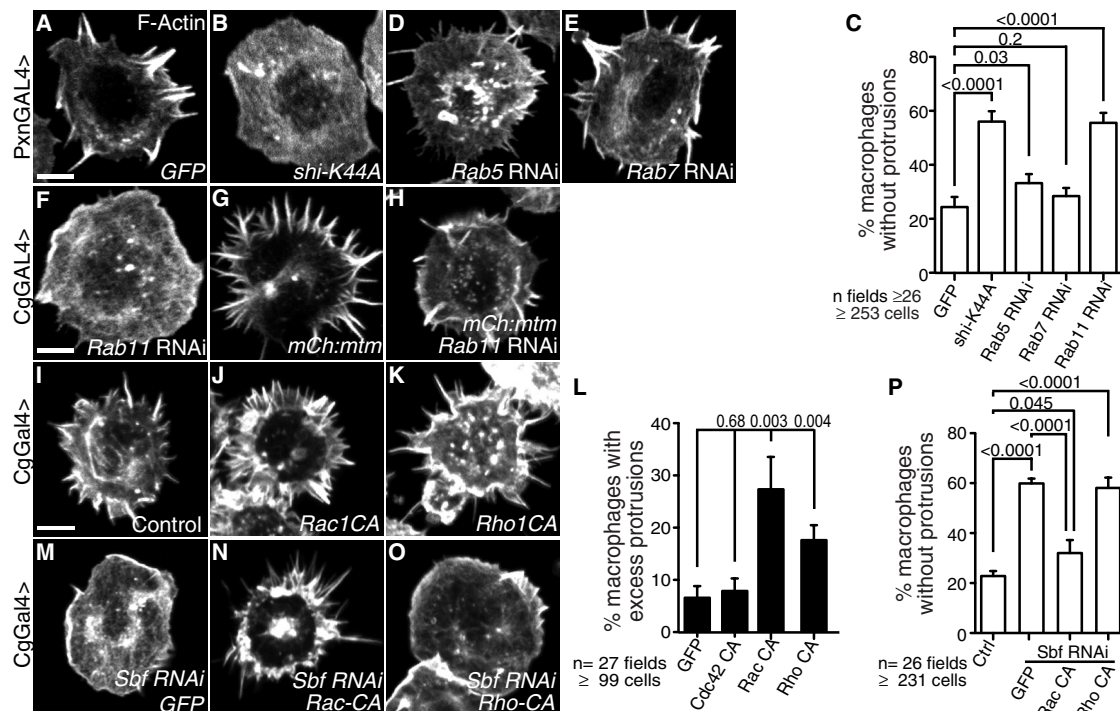 PxnGAL4>
A
F-Actin
GFP
B
shi-K44A
D
Rab5 RNAi
E
Rab7 RNAi
C
% macrophages
without protrusions
80
60
40
20
0
<0.0001
0.2
0.03
<0.0001
GFP
shi-K44A
Rab5 RNAi
Rab7 RNAi
Rab11 RNAi
n fields ≥26
≥ 253 cells
CgGAL4>
F
Rab11 RNAi
G
mCh:mtm
H
mCh:mtm
Rab11 RNAi
CgGal4>
I
Control
J
Rac1CA
K
Rho1CA
L
% macrophages with
excess protrusions
40
30
20
10
0
0.68 0.003 0.004
GFP
Cdc42 CA
Rac CA
Rho CA
n= 27 fields
≥ 99 cells
CgGal4>
M
Sbf RNAi
GFP
N
Sbf RNAi
Rac-CA
O
Sbf RNAi
Rho-CA
P
% macrophages
without protrusions
80
60
40
20
0
<0.0001
0.045
<0.0001
<0.0001
Ctrl
GFP
Rac CA
Rho CA
Sbf RNAi
n= 26 fields
≥ 231 cells